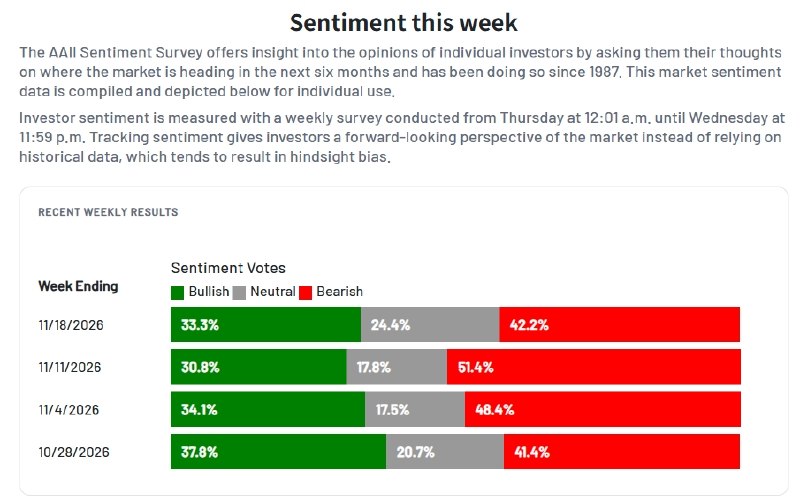 Sentiment this week
The AAII Sentiment Survey offers insight into the opinions of individual investors by asking them their thoughts
on where the market is heading in the next six months and has been doing so since 1987. This market sentiment
data is compiled and depicted below for individual use.
Investor sentiment is measured with a weekly survey conducted from Thursday at 12:01 a.m. until Wednesday at
11:59 p.m. Tracking sentiment gives investors a forward-looking perspective of the market instead of relying on
historical data, which tends to result in hindsight bias.
RECENT WEEKLY RESULTS
Sentiment Votes
Week Ending
Bullish Neutral Bearish
11/18/2026 33.3% 24.4% 42.2%
11/11/2026 30.8% 17.8% 51.4%
11/4/2026 34.1% 17.5% 48.4%
10/28/2026 37.8% 20.7% 41.4%